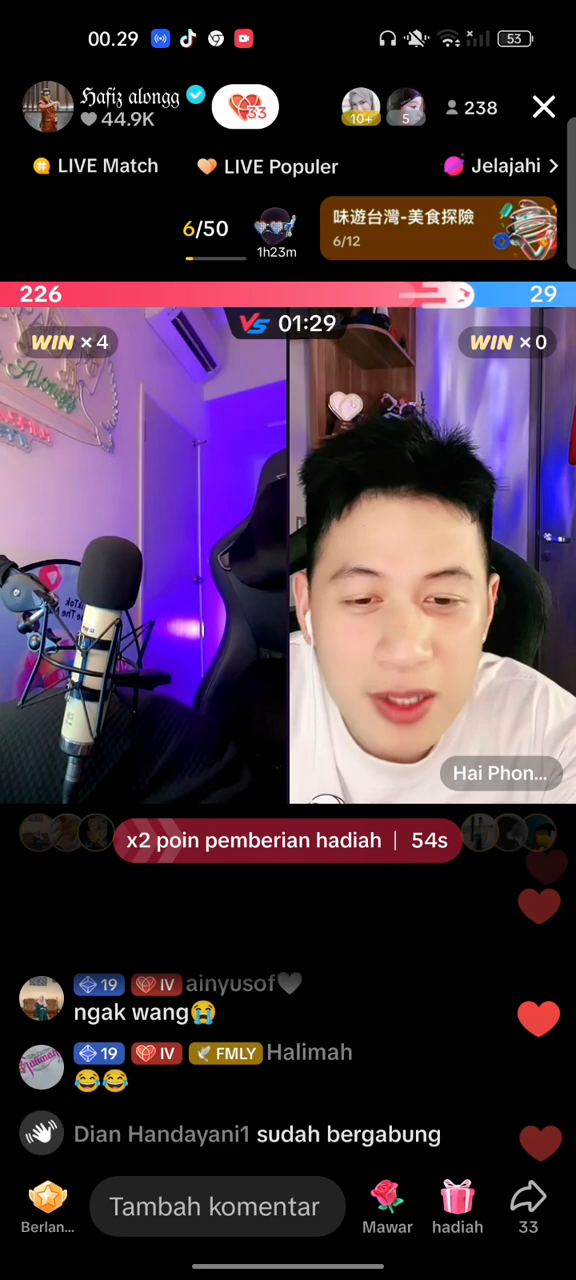 00.29
53
Hafiz alongg
44.9K
33
10+
5
238
LIVE Match
LIVE Populer
Jelajahi
6/50
1h23m
味遊台灣-美食探險
6/12
226
29
VS 01:29
WIN × 4
WIN × 0
Hai Phon...
x2 poin pemberian hadiah | 54s
19 IV ainyusof🖤
ngak wang😭
19 IV FMLY Halimah
😂😂
Dian Handayani1 sudah bergabung
Berlan...
Tambah komentar
Mawar
hadiah
33